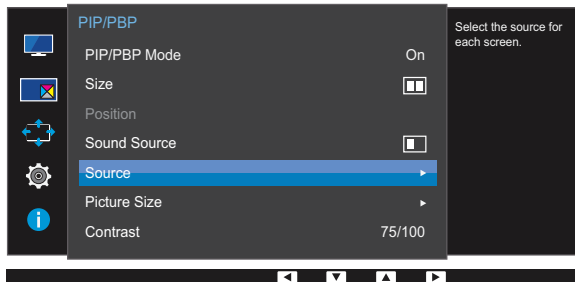 PIP/PBP
PIP/PBP Mode On
Size
Position
Sound Source
Source
Picture Size
Contrast 75/100
Select the source for
each screen.